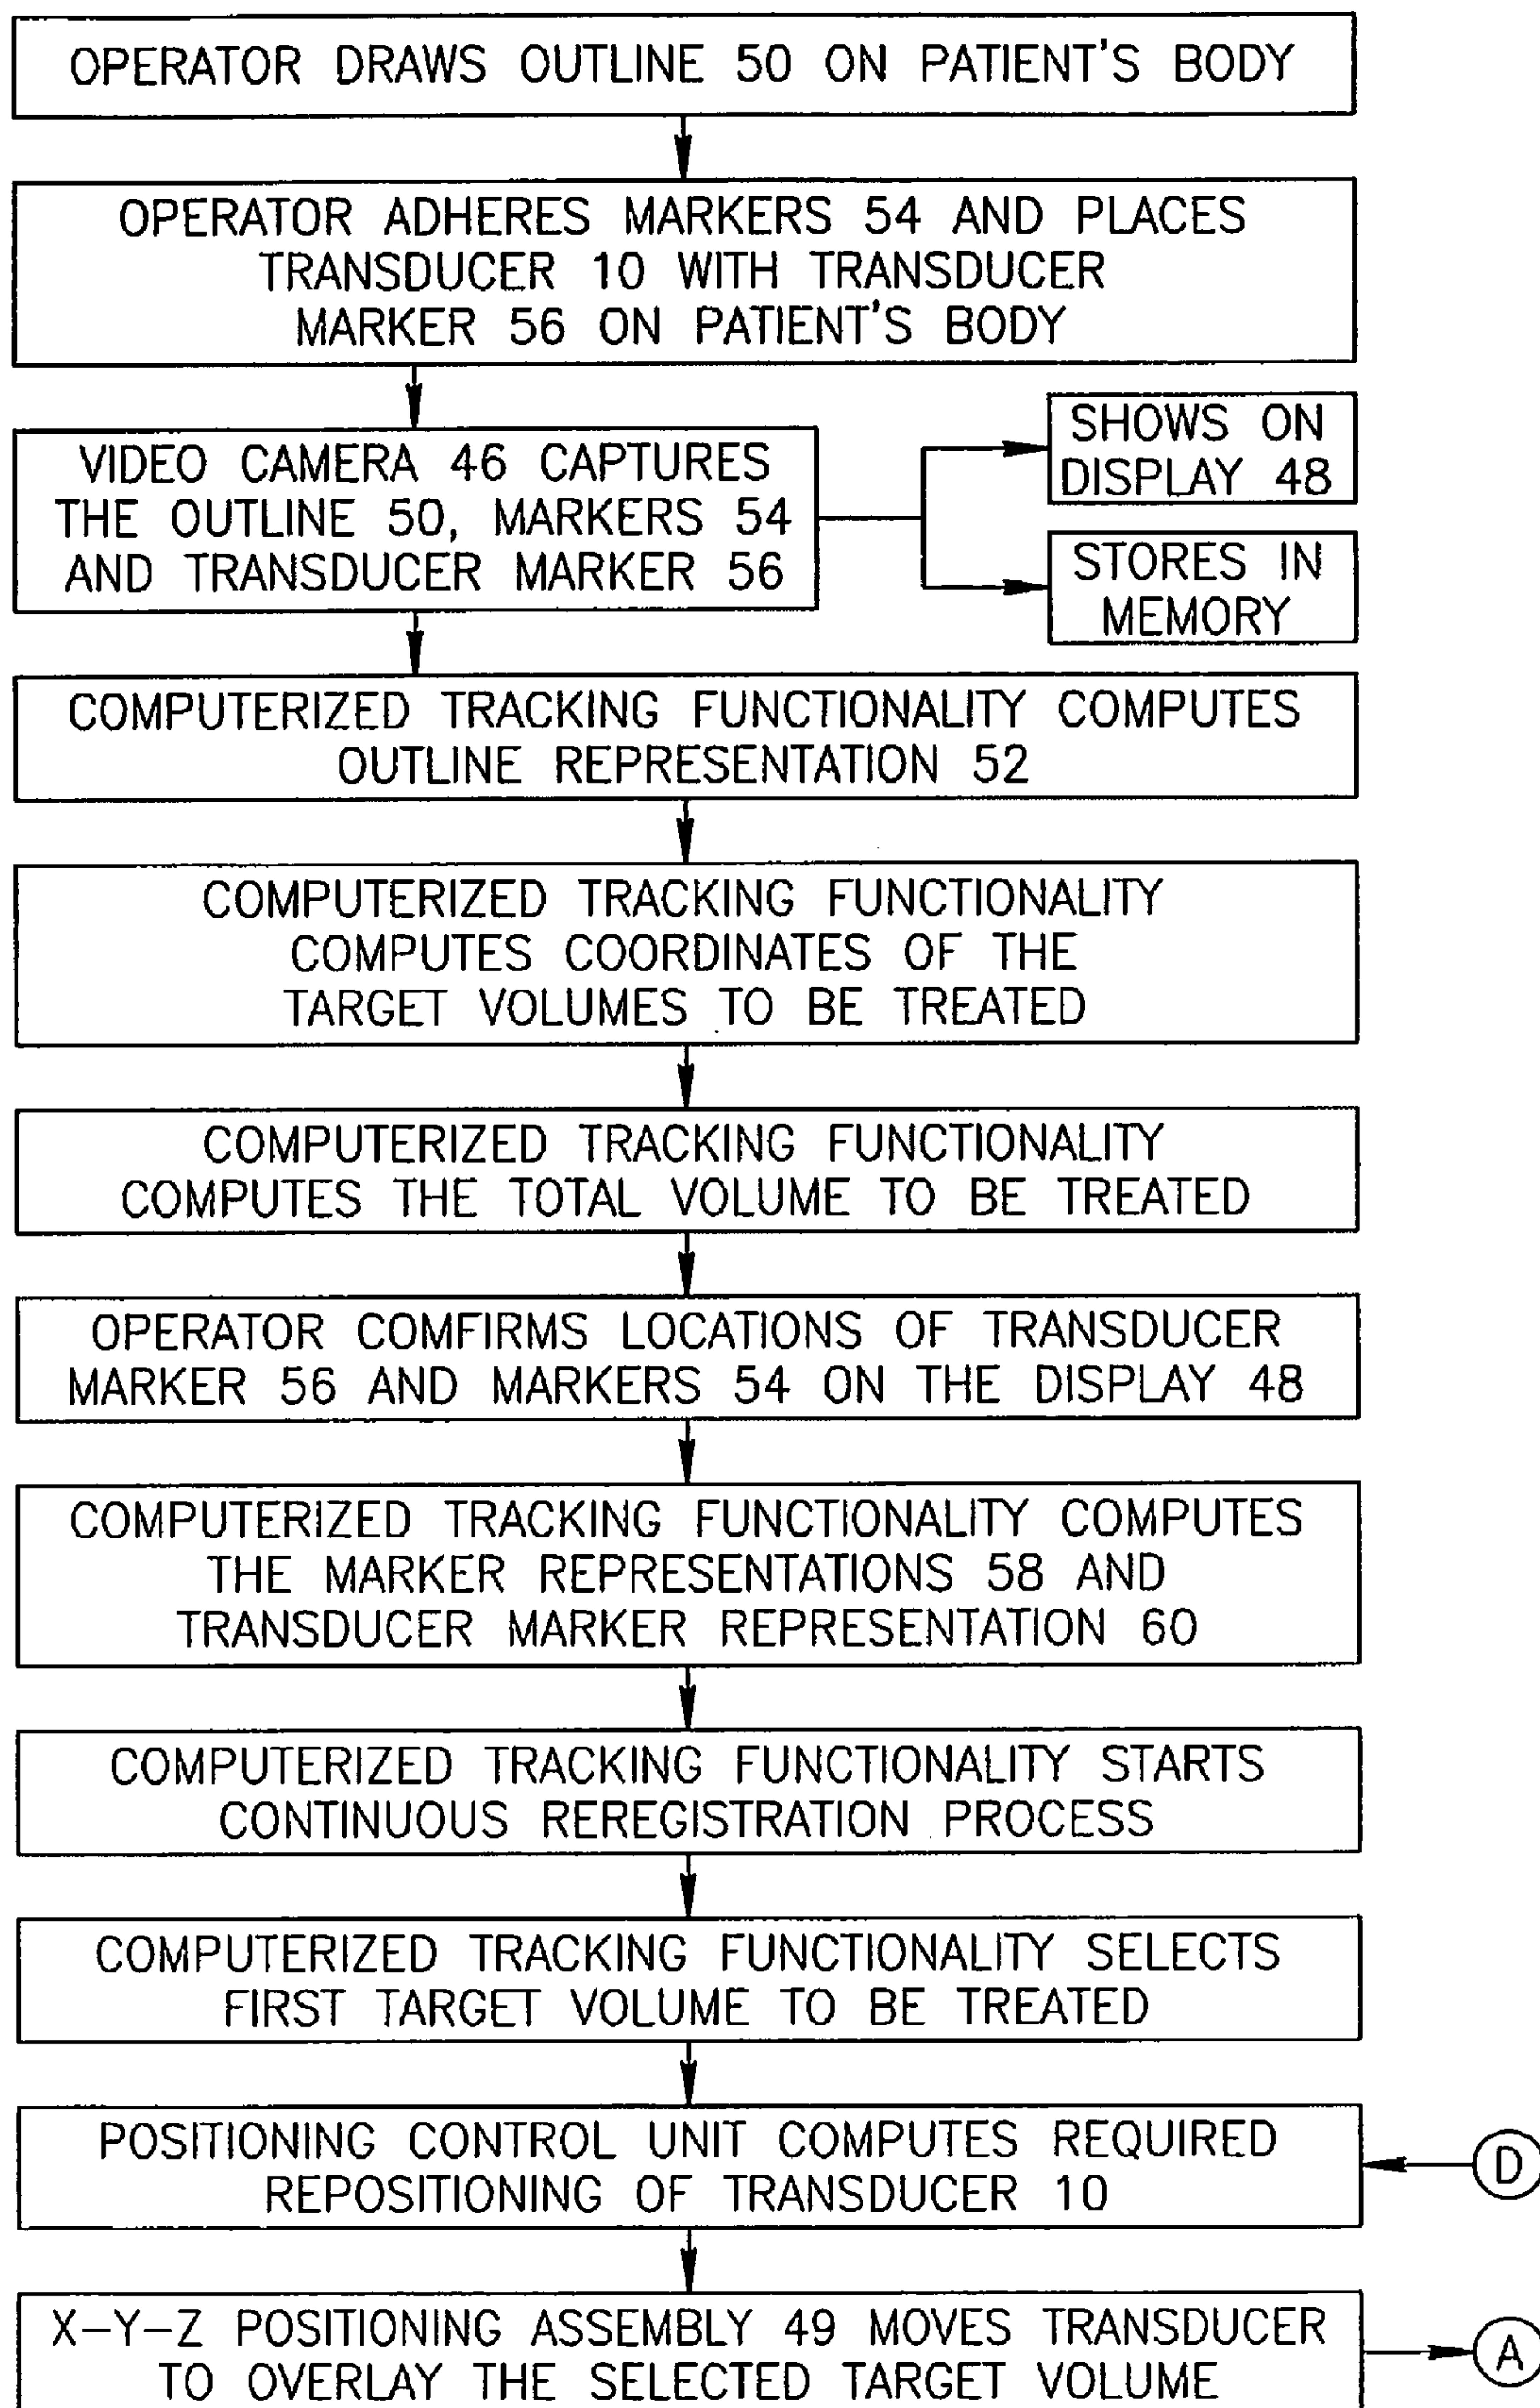 OPERATOR DRAWS OUTLINE 50 ON PATIENT'S BODY
OPERATOR ADHERES MARKERS 54 AND PLACES
TRANSDUCER 10 WITH TRANSDUCER
MARKER 56 ON PATIENT'S BODY
VIDEO CAMERA 46 CAPTURES
THE OUTLINE 50, MARKERS 54
AND TRANSDUCER MARKER 56
SHOWS ON
DISPLAY 48
STORES IN
MEMORY
COMPUTERIZED TRACKING FUNCTIONALITY COMPUTES
OUTLINE REPRESENTATION 52
COMPUTERIZED TRACKING FUNCTIONALITY
COMPUTES COORDINATES OF THE
TARGET VOLUMES TO BE TREATED
COMPUTERIZED TRACKING FUNCTIONALITY
COMPUTES THE TOTAL VOLUME TO BE TREATED
OPERATOR COMFIRMS LOCATIONS OF TRANSDUCER
MARKER 56 AND MARKERS 54 ON THE DISPLAY 48
COMPUTERIZED TRACKING FUNCTIONALITY COMPUTES
THE MARKER REPRESENTATIONS 58 AND
TRANSDUCER MARKER REPRESENTATION 60
COMPUTERIZED TRACKING FUNCTIONALITY STARTS
CONTINUOUS REREGISTRATION PROCESS
COMPUTERIZED TRACKING FUNCTIONALITY SELECTS
FIRST TARGET VOLUME TO BE TREATED
POSITIONING CONTROL UNIT COMPUTES REQUIRED
REPOSITIONING OF TRANSDUCER 10
D
X-Y-Z POSITIONING ASSEMBLY 49 MOVES TRANSDUCER
TO OVERLAY THE SELECTED TARGET VOLUME
A